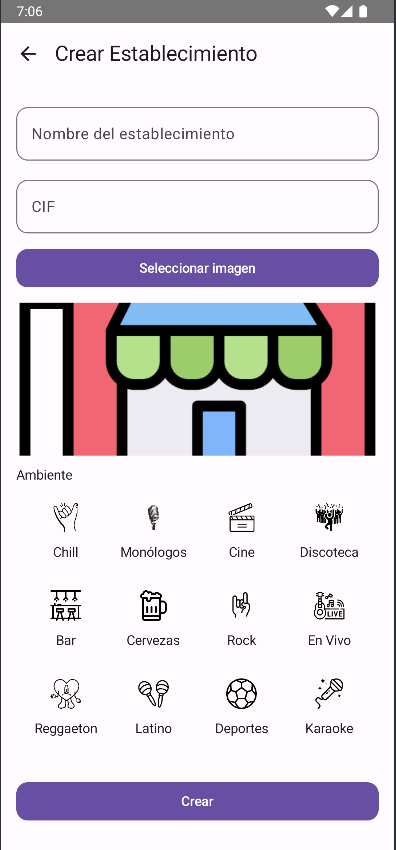 7:06
Crear Establecimiento
Nombre del establecimiento
CIF
Seleccionar imagen
Ambiente
Chill Monólogos Cine Discoteca
LIVE
Bar Cervezas Rock En Vivo
Reggaeton Latino Deportes Karaoke
Crear